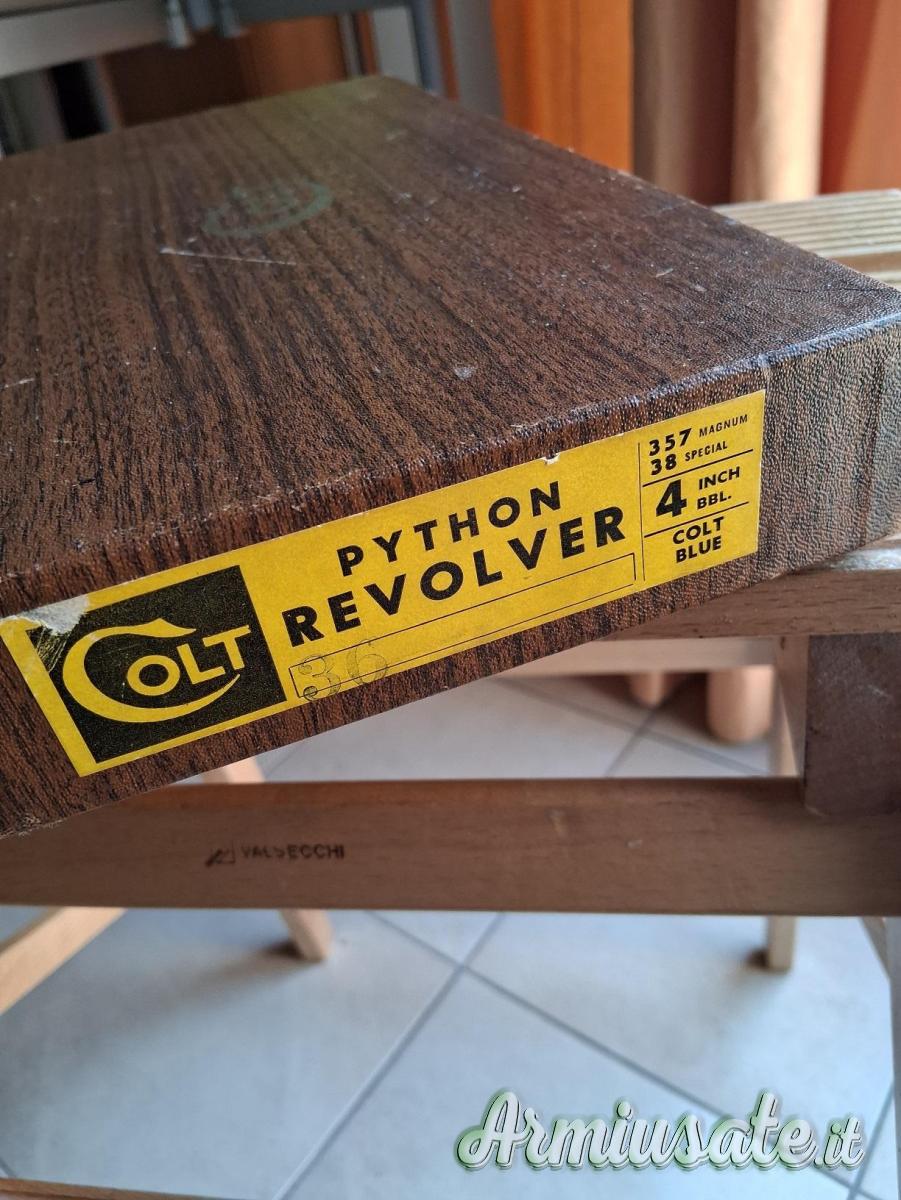 PYTHON
REVOLVER
357 MAGNUM
38 SPECIAL
4 INCH
BBL.
COLT
BLUE
COLT
36
VALSECCHI
Armiusate.it